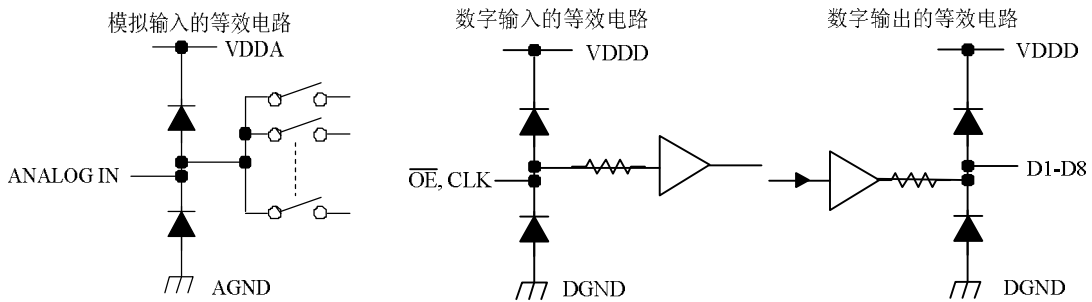 模拟输入的等效电路
VDDA
ANALOG IN
AGND
数字输入的等效电路
VDDD
OE, CLK
DGND
数字输出的等效电路
VDDD
D1-D8
DGND